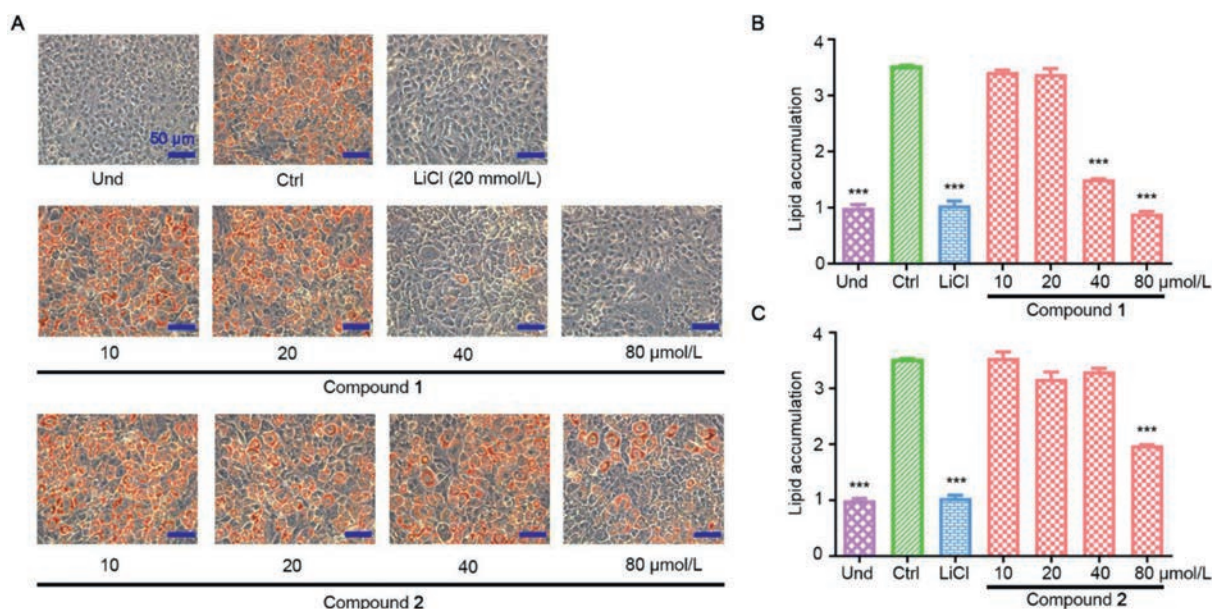 A
50 μm
Und Ctrl LiCl (20 mmol/L)
10 20 40 80 μmol/L
Compound 1
10 20 40 80 μmol/L
Compound 2
B
Lipid accumulation
4
3
2
1
0
*** *** *** ***
Und Ctrl LiCl 10 20 40 80 μmol/L
Compound 1
C
Lipid accumulation
4
3
2
1
0
*** *** ***
Und Ctrl LiCl 10 20 40 80 μmol/L
Compound 2